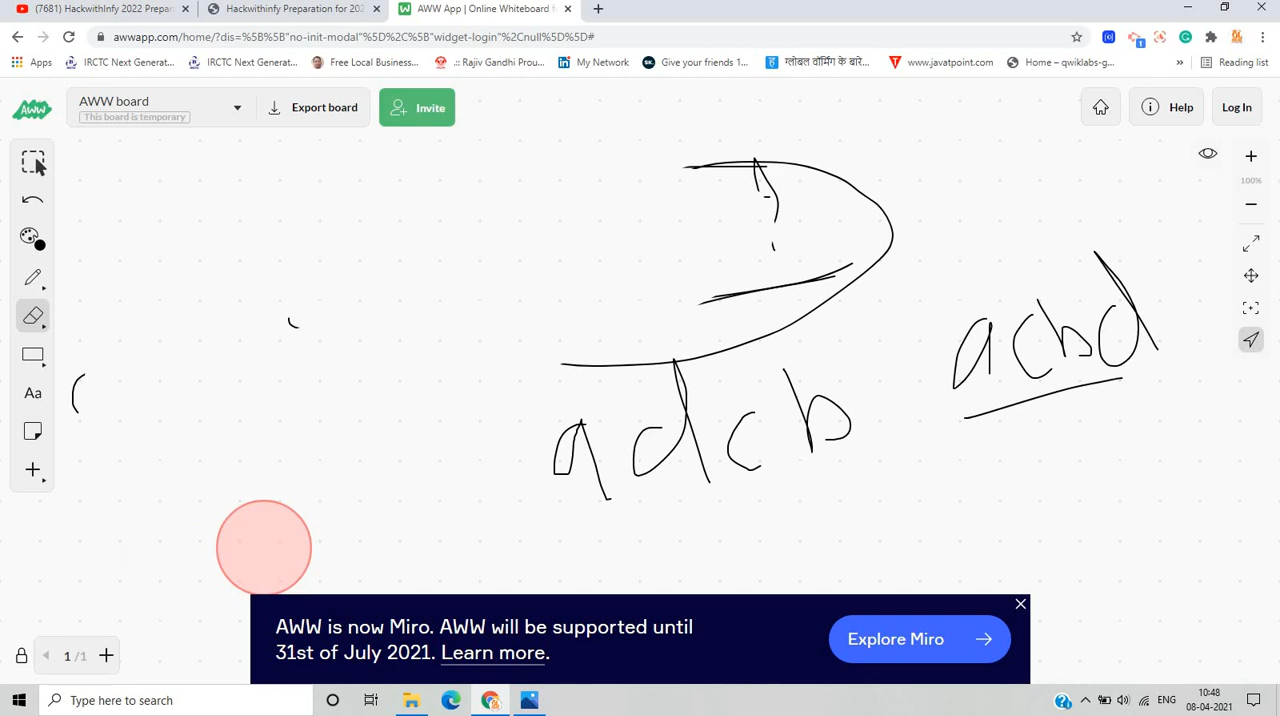 (7681) HackwithInfy 2022 Prepar
Hackwithinfy Preparation for 202
AWW App | Online Whiteboard f
awwapp.com/home/?dis=%5B%5B"no-init-modal"%5D%2C%5B"widget-login"%2Cnull%5D%5D#
Apps
IRCTC Next Generat...
IRCTC Next Generat...
Free Local Business...
.:: Rajiv Gandhi Prou...
My Network
Give your friends 1...
ग्लोबल वॉर्मिंग के बारे...
www.javatpoint.com
Home – qwiklabs-g...
»
Reading list
AWW
AWW board
This board is temporary
Export board
Invite
Help
Log In
100%
Aa
acbd
adcb
AWW is now Miro. AWW will be supported until
31st of July 2021. Learn more.
Explore Miro
1 /1
Type here to search
ENG
10:48
08-04-2021